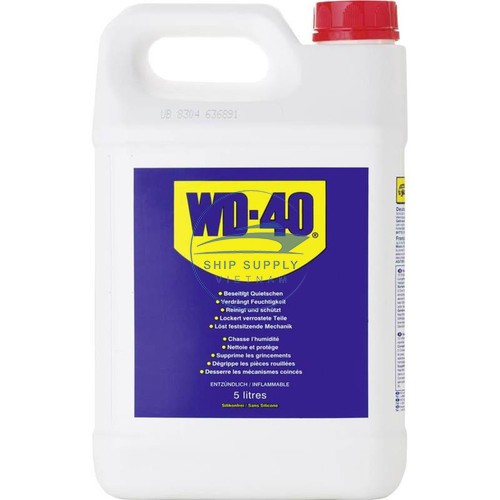 UB 8304 636891
WD-40®
SHIP SUPPLY
VIETNAM
• Beseitigt Quietschen
• Verdrängt Feuchtigkeit
• Reinigt und schützt
• Lockert verrostete Teile
• Löst festsitzende Mechanik
• Chasse l'humidité
• Nettoie et protège
• Supprime les grincements
• Dégrippe les pièces rouillées
• Desserre les mécanismes coincés
ENTZÜNDLICH / INFLAMMABLE
5 litres
Silikonfrei / Sans Silicone